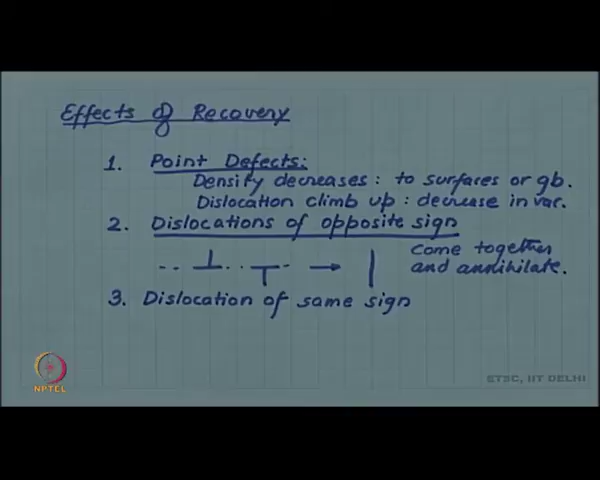 Effects of Recovery
1. Point Defects:
Density decreases: to surfaces or gb.
Dislocation climb up: decrease in vac.
2. Dislocations of opposite sign
Come together
and annihilate.
3. Dislocation of same sign
NPTEL
ETSC, IIT DELHI